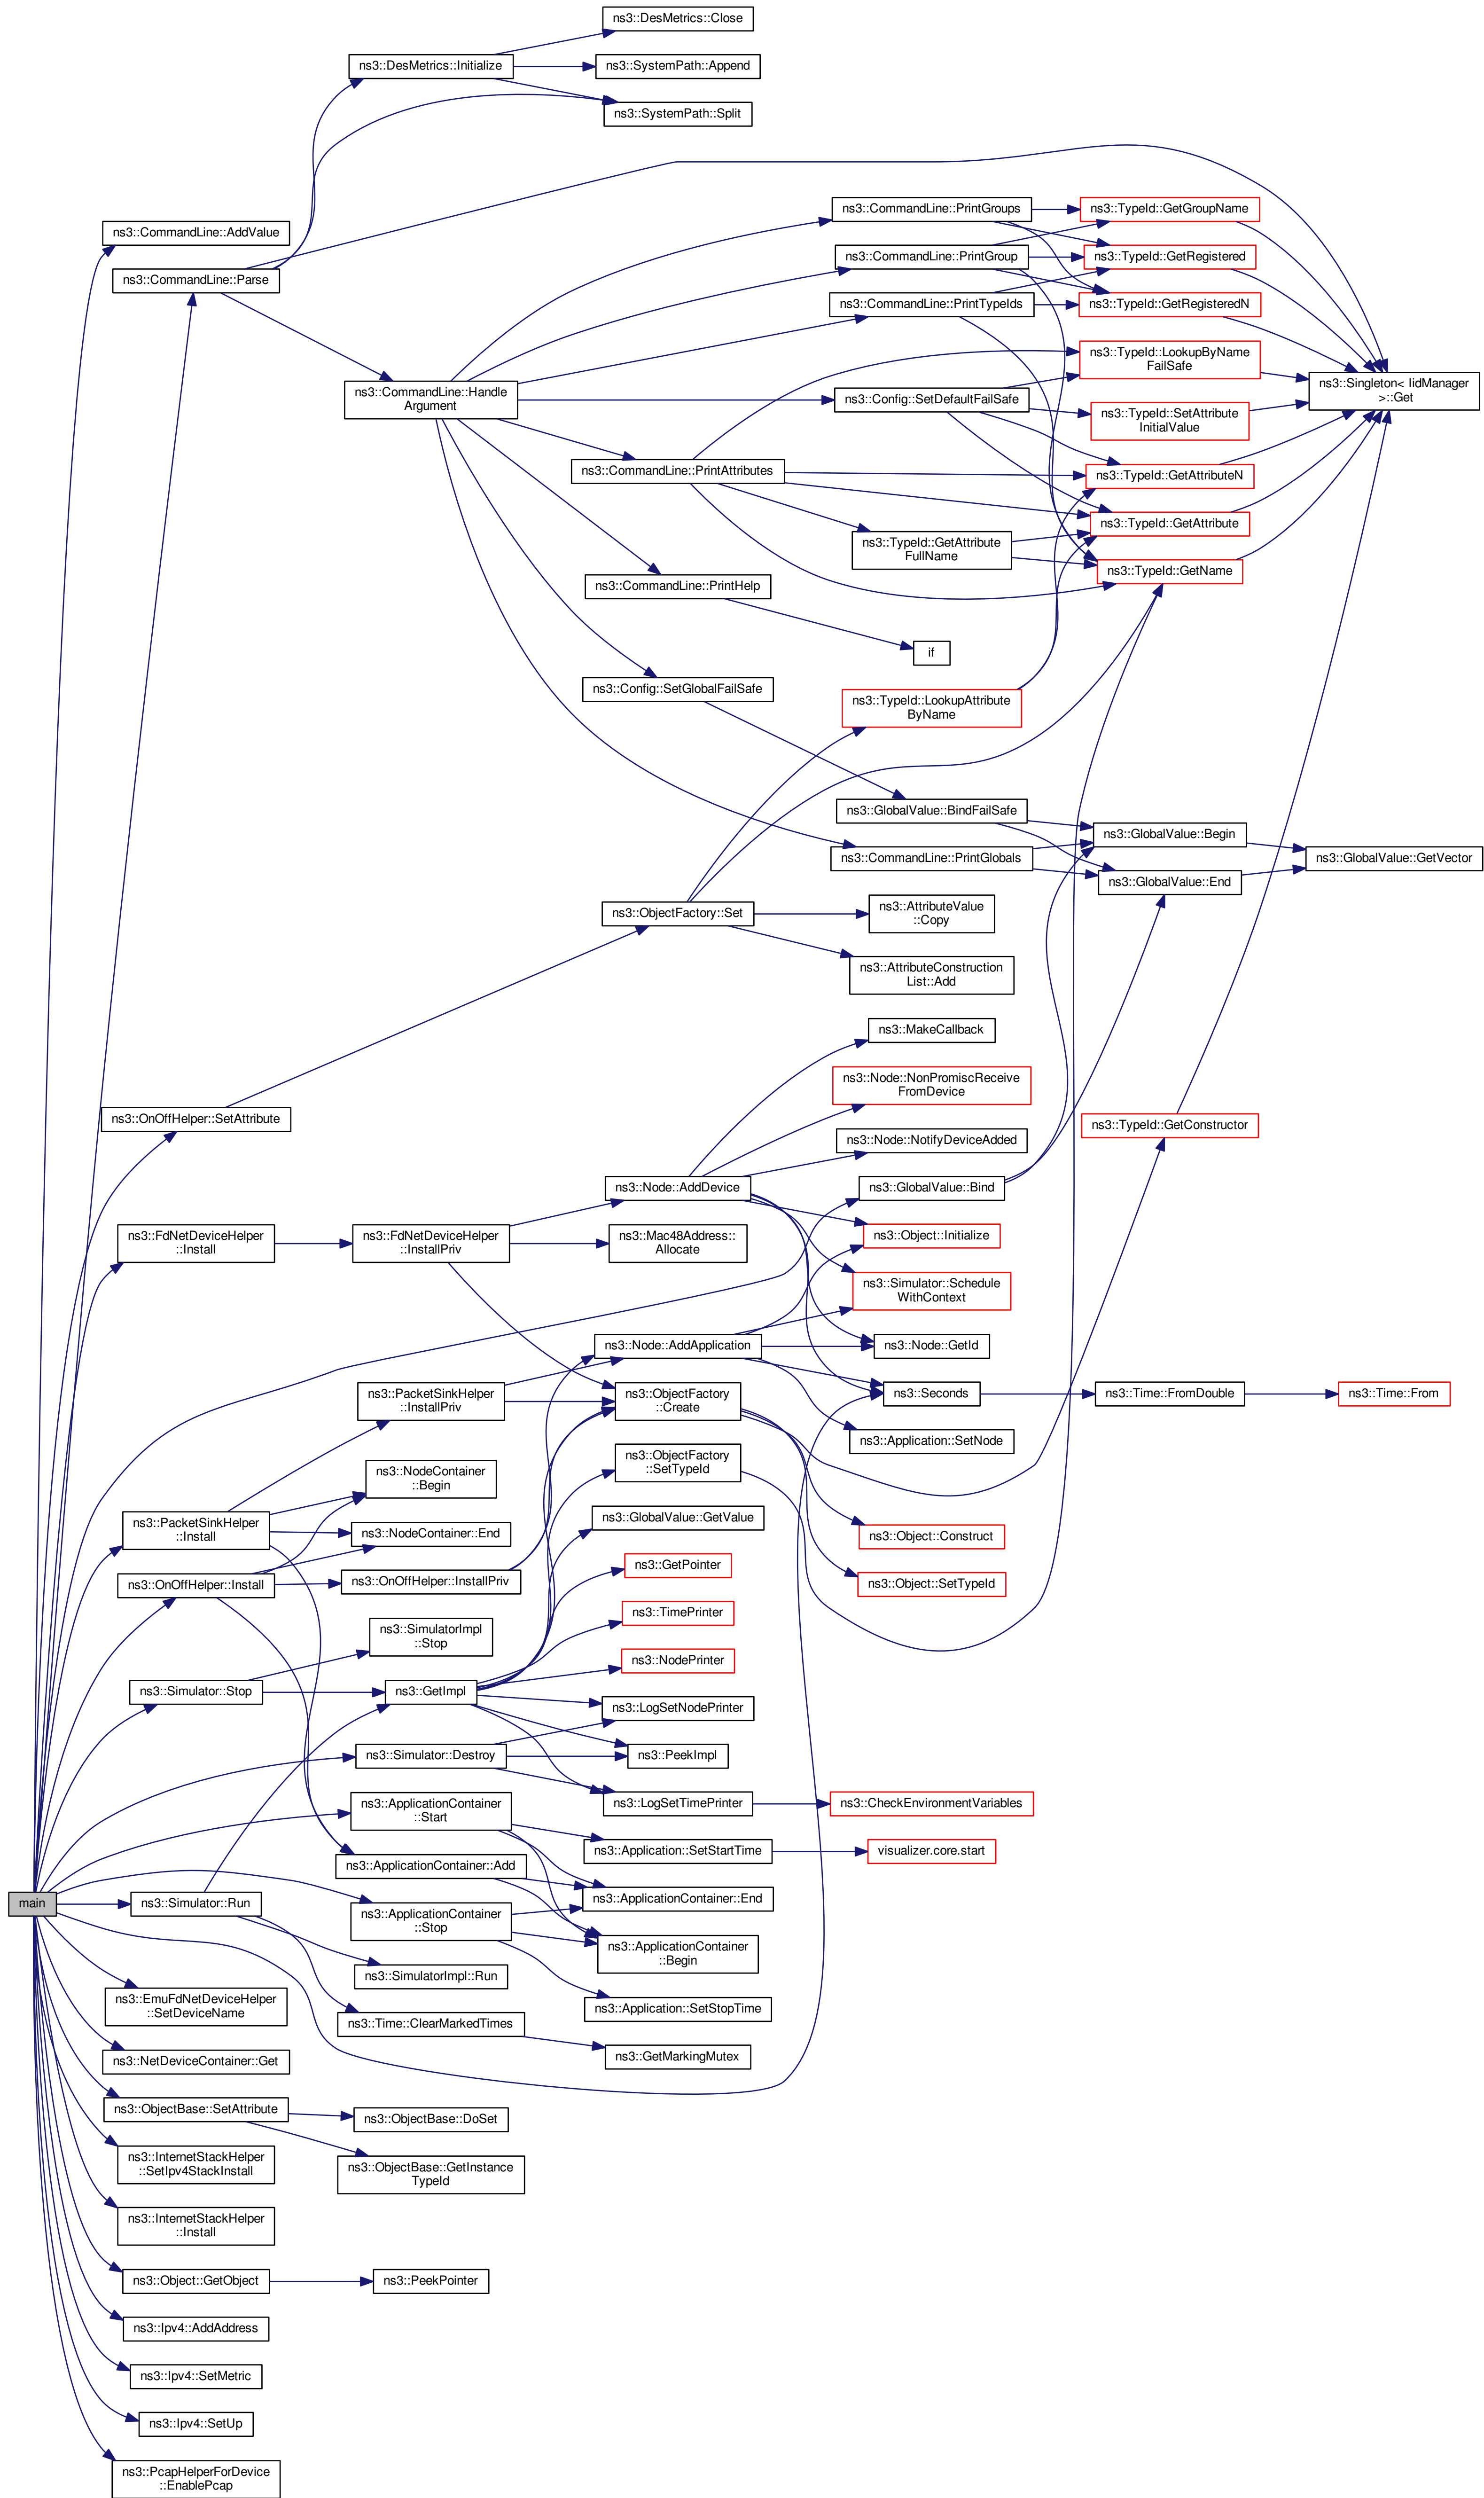 ns3::DesMetrics::Close
ns3::DesMetrics::Initialize
ns3::SystemPath::Append
ns3::SystemPath::Split
ns3::CommandLine::AddValue
ns3::CommandLine::Parse
ns3::CommandLine::PrintGroups
ns3::TypeId::GetGroupName
ns3::CommandLine::PrintGroup
ns3::TypeId::GetRegistered
ns3::CommandLine::PrintTypeIds
ns3::TypeId::GetRegisteredN
ns3::TypeId::LookupByName
FailSafe
ns3::Singleton< IidManager
>::Get
ns3::CommandLine::Handle
Argument
ns3::Config::SetDefaultFailSafe
ns3::TypeId::SetAttribute
InitialValue
ns3::CommandLine::PrintAttributes
ns3::TypeId::GetAttributeN
ns3::TypeId::GetAttribute
ns3::TypeId::GetAttribute
FullName
ns3::TypeId::GetName
ns3::CommandLine::PrintHelp
if
ns3::Config::SetGlobalFailSafe
ns3::TypeId::LookupAttribute
ByName
ns3::GlobalValue::BindFailSafe
ns3::GlobalValue::Begin
ns3::CommandLine::PrintGlobals
ns3::GlobalValue::GetVector
ns3::GlobalValue::End
ns3::ObjectFactory::Set
ns3::AttributeValue
::Copy
ns3::AttributeConstruction
List::Add
ns3::MakeCallback
ns3::Node::NonPromiscReceive
FromDevice
ns3::OnOffHelper::SetAttribute
ns3::TypeId::GetConstructor
ns3::Node::NotifyDeviceAdded
ns3::Node::AddDevice
ns3::GlobalValue::Bind
ns3::FdNetDeviceHelper
::Install
ns3::FdNetDeviceHelper
::InstallPriv
ns3::Mac48Address::
Allocate
ns3::Object::Initialize
ns3::Simulator::Schedule
WithContext
ns3::Node::AddApplication
ns3::Node::GetId
ns3::PacketSinkHelper
::InstallPriv
ns3::ObjectFactory
::Create
ns3::Seconds
ns3::Time::FromDouble
ns3::Time::From
ns3::Application::SetNode
ns3::ObjectFactory
::SetTypeId
ns3::NodeContainer
::Begin
ns3::GlobalValue::GetValue
ns3::PacketSinkHelper
::Install
ns3::NodeContainer::End
ns3::Object::Construct
ns3::GetPointer
ns3::OnOffHelper::Install
ns3::OnOffHelper::InstallPriv
ns3::Object::SetTypeId
ns3::TimePrinter
ns3::SimulatorImpl
::Stop
ns3::NodePrinter
ns3::Simulator::Stop
ns3::GetImpl
ns3::LogSetNodePrinter
ns3::Simulator::Destroy
ns3::PeekImpl
ns3::ApplicationContainer
::Start
ns3::LogSetTimePrinter
ns3::CheckEnvironmentVariables
ns3::Application::SetStartTime
visualizer.core.start
ns3::ApplicationContainer::Add
main
ns3::Simulator::Run
ns3::ApplicationContainer::End
ns3::ApplicationContainer
::Stop
ns3::ApplicationContainer
::Begin
ns3::SimulatorImpl::Run
ns3::EmuFdNetDeviceHelper
::SetDeviceName
ns3::Application::SetStopTime
ns3::Time::ClearMarkedTimes
ns3::GetMarkingMutex
ns3::NetDeviceContainer::Get
ns3::ObjectBase::SetAttribute
ns3::ObjectBase::DoSet
ns3::InternetStackHelper
::SetIpv4StackInstall
ns3::ObjectBase::GetInstance
TypeId
ns3::InternetStackHelper
::Install
ns3::Object::GetObject
ns3::PeekPointer
ns3::Ipv4::AddAddress
ns3::Ipv4::SetMetric
ns3::Ipv4::SetUp
ns3::PcapHelperForDevice
::EnablePcap